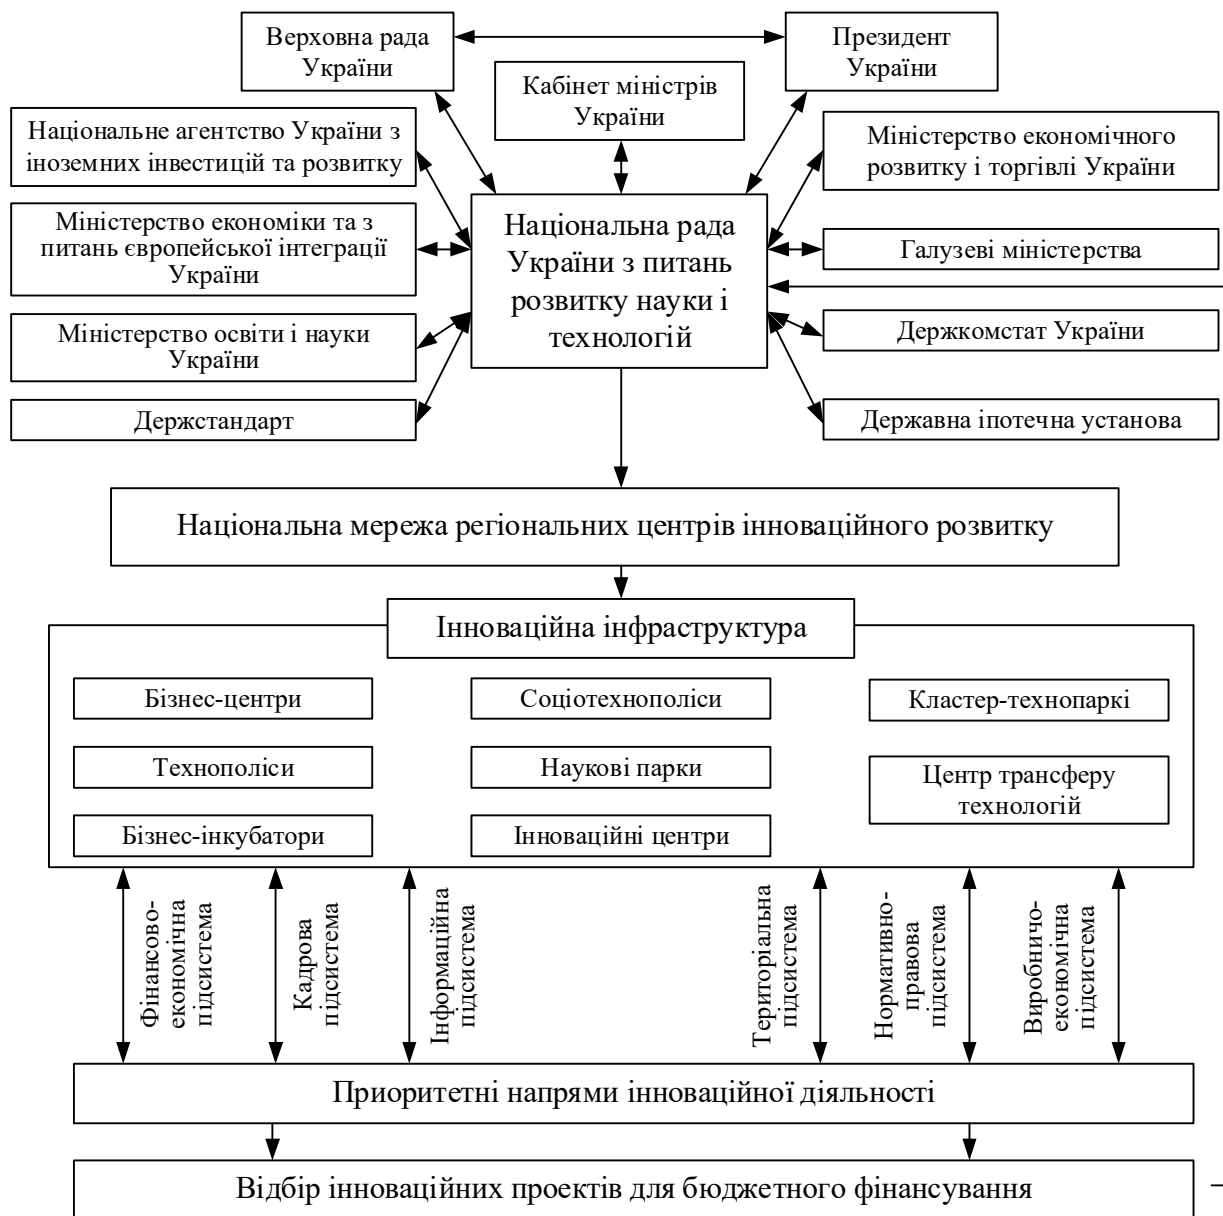 Верховна рада
України
Президент
України
Кабінет міністрів
України
Національне агентство України з
іноземних інвестицій та розвитку
Міністерство економічного
розвитку і торгівлі України
Міністерство економіки та з
питань європейської інтеграції
України
Національна рада
України з питань
розвитку науки і
технологій
Галузеві міністерства
Міністерство освіти і науки
України
Держкомстат України
Держстандарт
Державна іпотечна установа
Національна мережа регіональних центрів інноваційного розвитку
Інноваційна інфраструктура
Бізнес-центри
Соціотехнополіси
Кластер-технопаркі
Технополіси
Наукові парки
Центр трансферу
технологій
Бізнес-інкубатори
Інноваційні центри
Фінансово-
економічна
підсистема
Кадрова
підсистема
Інформаційна
підсистема
Територіальна
підсистема
Нормативно-
правова
підсистема
Виробничо-
економічна
підсистема
Приоритетні напрями інноваційної діяльності
Відбір інноваційних проектів для бюджетного фінансування